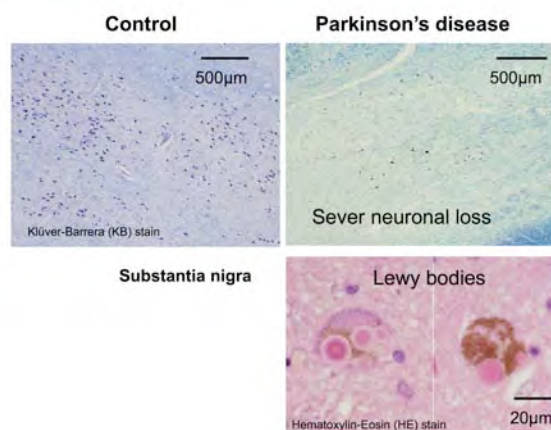 Control
Parkinson's disease
500μm
500μm
Klüver-Barrera (KB) stain
Sever neuronal loss
Substantia nigra
Lewy bodies
20μm
Hematoxylin-Eosin (HE) stain